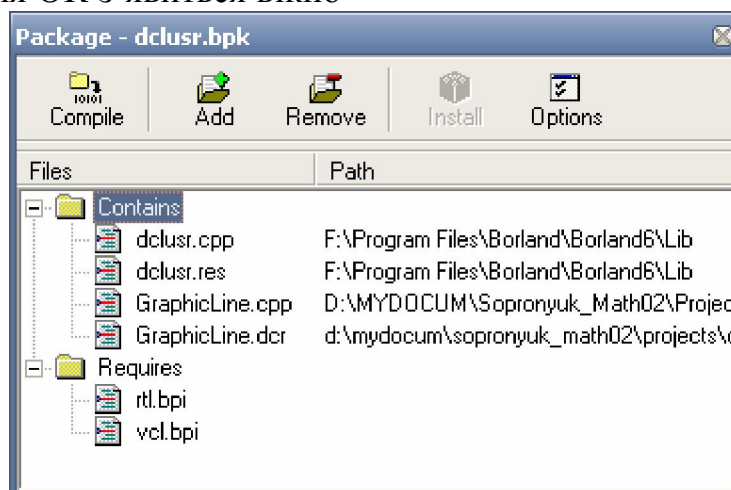 Package - dclusr.bpk
Compile Add Remove Install Options
Files Path
Contains
dclusr.cpp F:\Program Files\Borland\Borland6\Lib
dclusr.res F:\Program Files\Borland\Borland6\Lib
GraphicLine.cpp D:\MYDOCUM\Sopronyuk_Math02\Projec
GraphicLine.dcr d:\mydocum\sopronyuk_math02\projects\
Requires
rtl.bpi
vcl.bpi